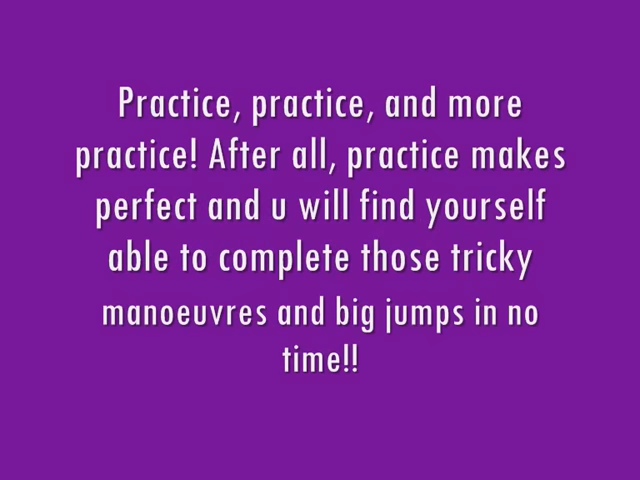 Practice, practice, and more
practice! After all, practice makes
perfect and u will find yourself
able to complete those tricky
manoeuvres and big jumps in no
time!!